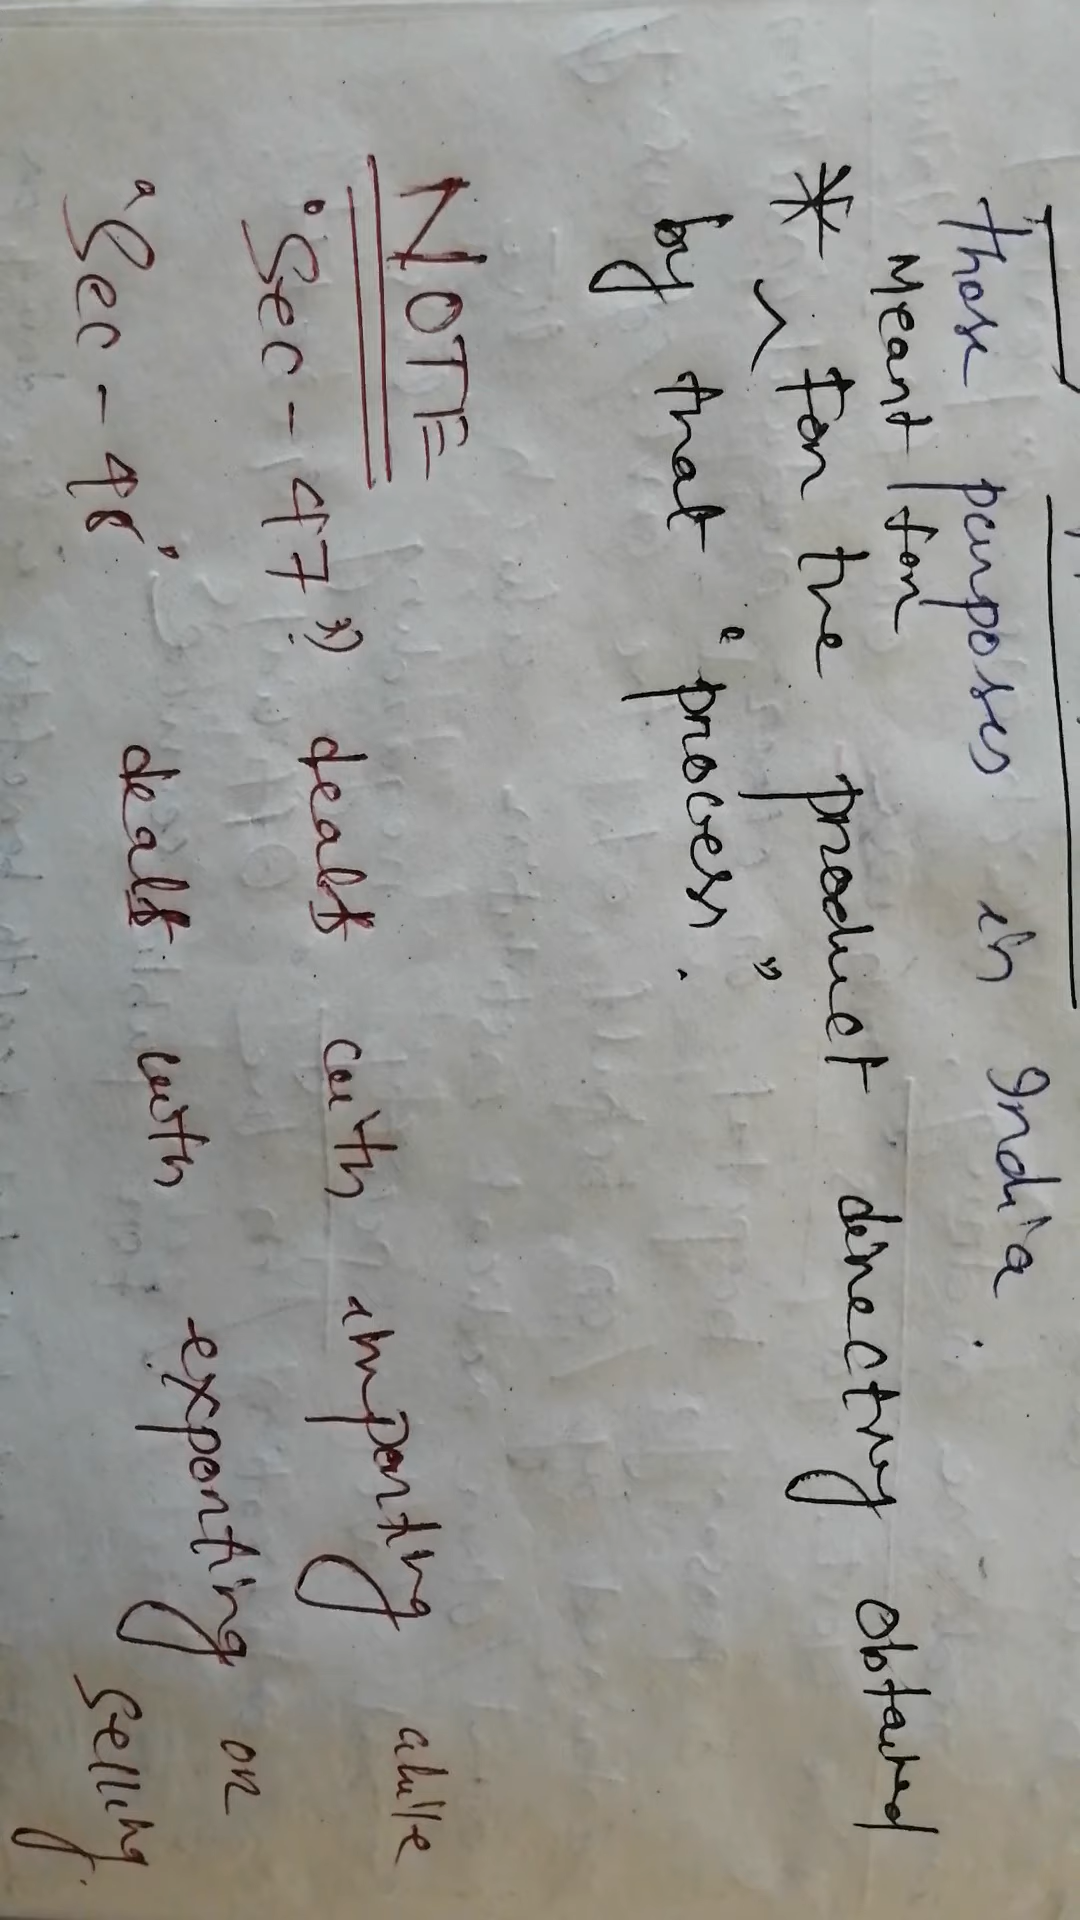 those purposes in India.
Meant for
* ^ for the product directly obtained
by that "process."
NOTE
"Sec-47" deals with importing while
"Sec-48" deals with exporting or
selling.